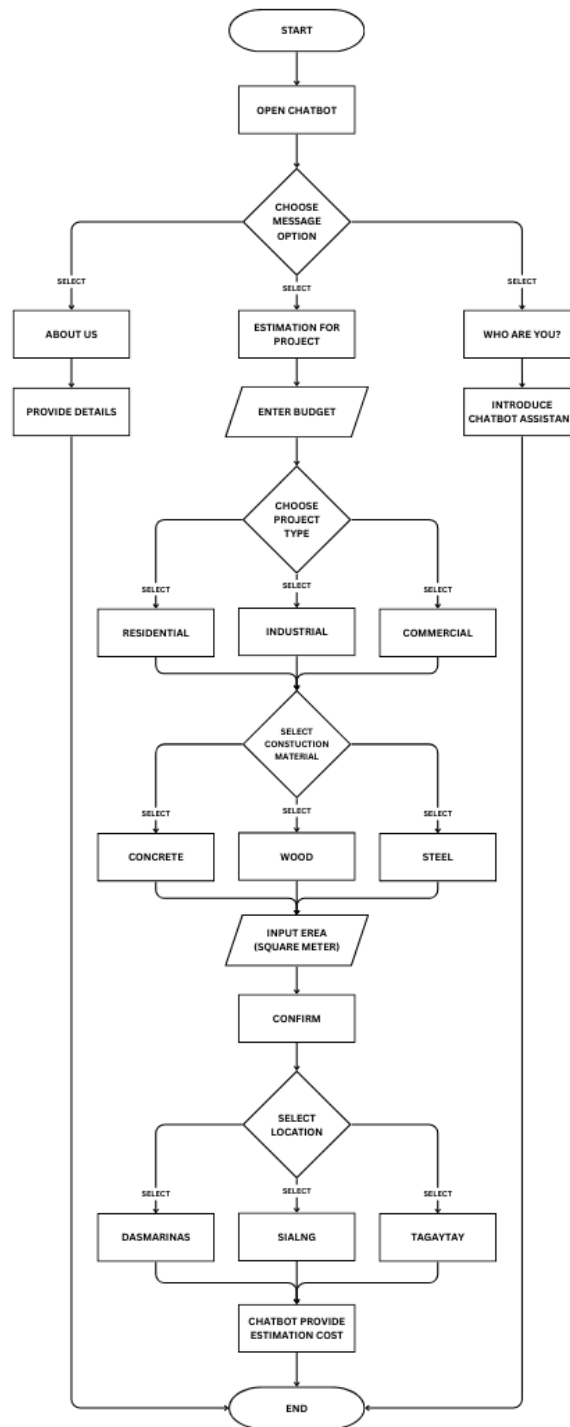 START
OPEN CHATBOT
CHOOSE
MESSAGE
OPTION
SELECT
SELECT
SELECT
ABOUT US
ESTIMATION FOR
PROJECT
WHO ARE YOU?
PROVIDE DETAILS
ENTER BUDGET
INTRODUCE
CHATBOT ASSISTAN
CHOOSE
PROJECT
TYPE
SELECT
SELECT
SELECT
RESIDENTIAL
INDUSTRIAL
COMMERCIAL
SELECT
CONSTUCTION
MATERIAL
SELECT
SELECT
SELECT
CONCRETE
WOOD
STEEL
INPUT EREA
(SQUARE METER)
CONFIRM
SELECT
LOCATION
SELECT
SELECT
SELECT
DASMARINAS
SIALNG
TAGAYTAY
CHATBOT PROVIDE
ESTIMATION COST
END